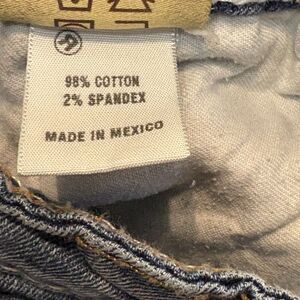 98% COTTON
2% SPANDEX
MADE IN MEXICO